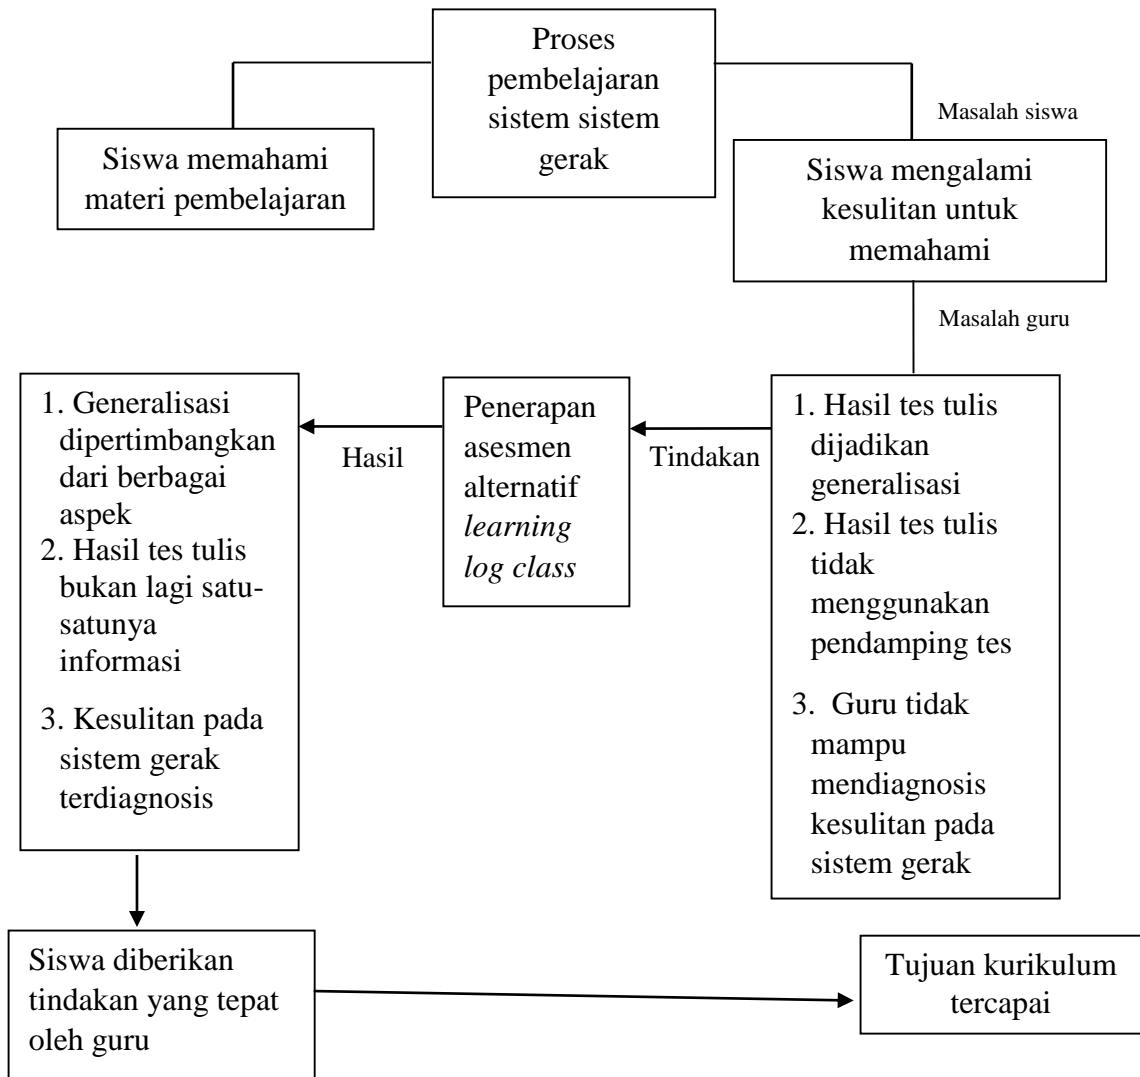 Proses
pembelajaran
sistem sistem
gerak
Masalah siswa
Siswa memahami
materi pembelajaran
Siswa mengalami
kesulitan untuk
memahami
Masalah guru
1. Hasil tes tulis
dijadikan
generalisasi
2. Hasil tes tulis
tidak
menggunakan
pendamping tes
3. Guru tidak
mampu
mendiagnosis
kesulitan pada
sistem gerak
Tindakan
Penerapan
asesmen
alternatif
learning
log class
Hasil
1. Generalisasi
dipertimbangkan
dari berbagai
aspek
2. Hasil tes tulis
bukan lagi satu-
satunya
informasi
3. Kesulitan pada
sistem gerak
terdiagnosis
Siswa diberikan
tindakan yang tepat
oleh guru
Tujuan kurikulum
tercapai